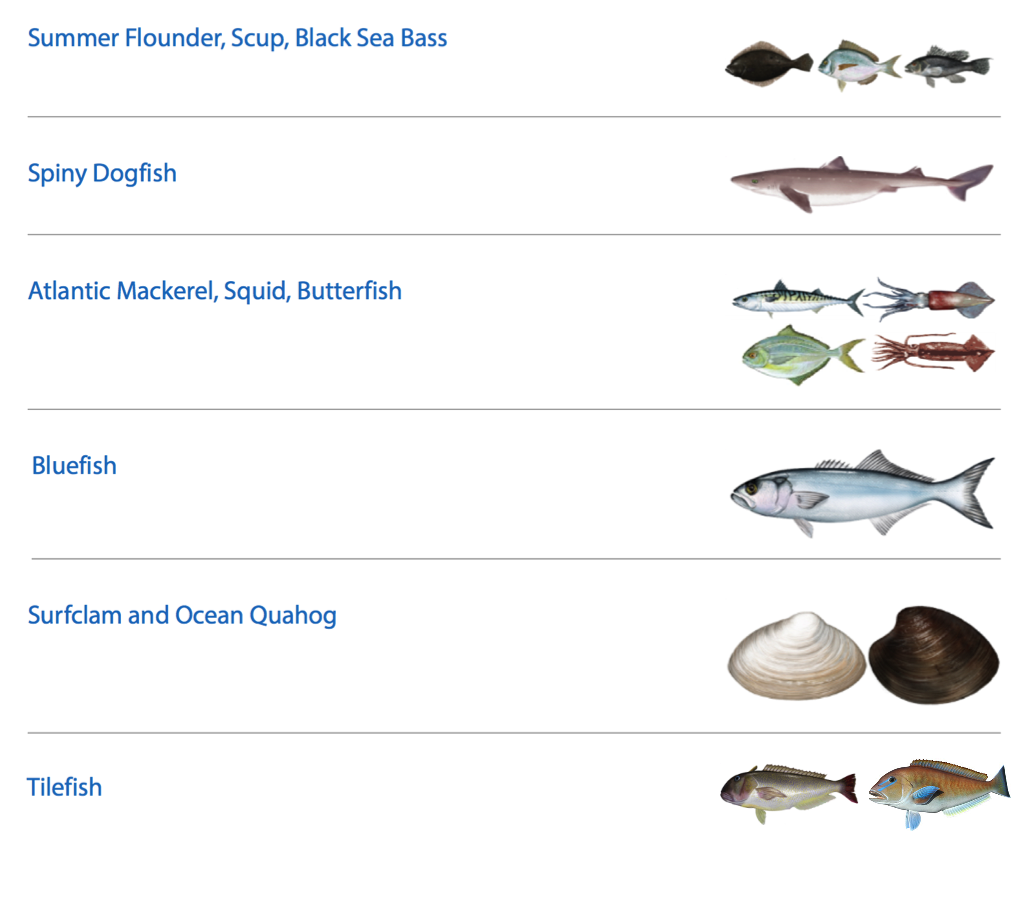 Summer Flounder, Scup, Black Sea Bass
Spiny Dogfish
Atlantic Mackerel, Squid, Butterfish
Bluefish
Surfclam and Ocean Quahog
Tilefish